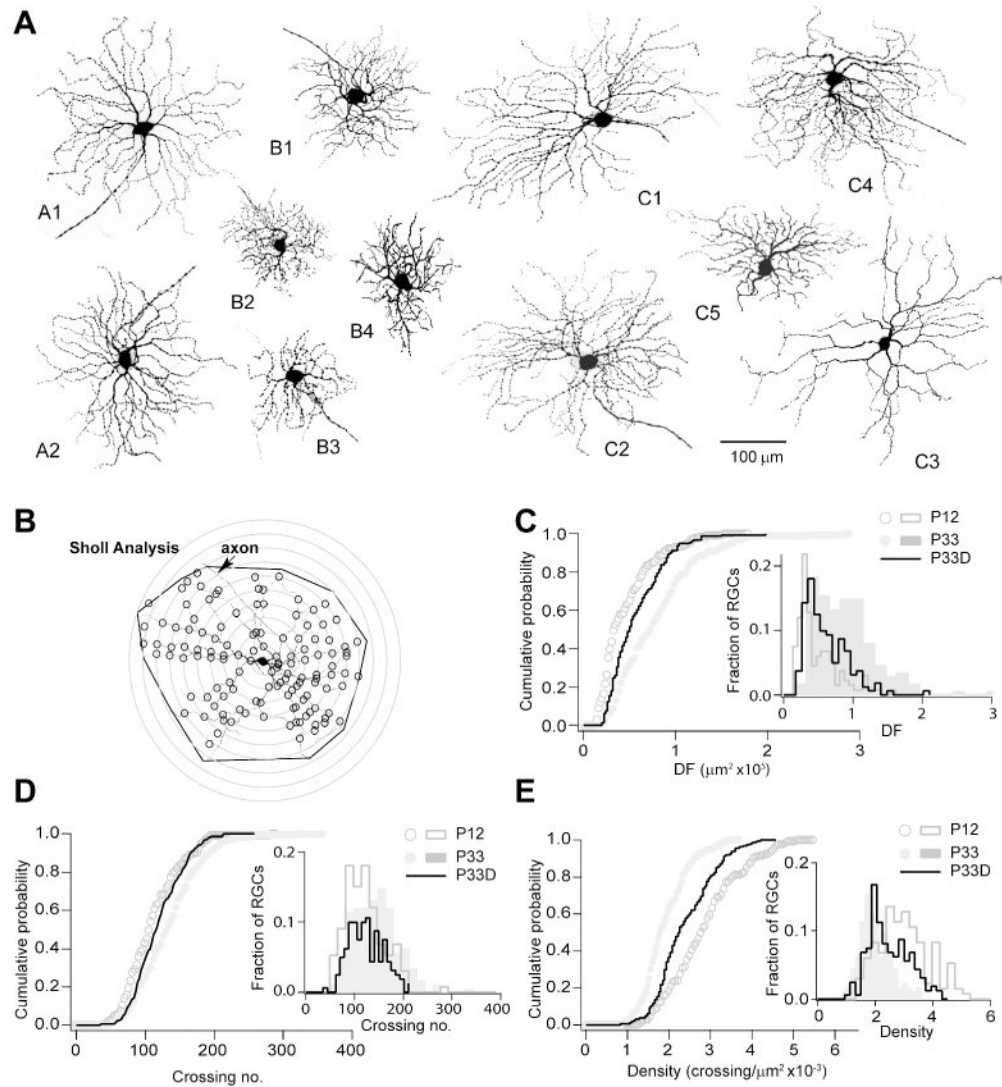 A
A1
B1
C1
C4
B2
B4
C5
A2
B3
C2
100 μm
C3
B
Sholl Analysis
axon
C
P12
P33
P33D
Cumulative probability
1.0
0.8
0.6
0.4
0.2
0.0
0 1 2 3
DF (μm² x10⁵)
Fraction of RGCs
0.2
0.1
0.0
0 1 2 3
DF
D
P12
P33
P33D
Cumulative probability
1.0
0.8
0.6
0.4
0.2
0.0
0 100 200 300 400
Crossing no.
Fraction of RGCs
0.2
0.1
0.0
0 100 200 300 400
Crossing no.
E
P12
P33
P33D
Cumulative probability
1.0
0.8
0.6
0.4
0.2
0.0
0 1 2 3 4 5 6
Density (crossing/μm² x10⁻³)
Fraction of RGCs
0.2
0.1
0.0
2 4 6
Density